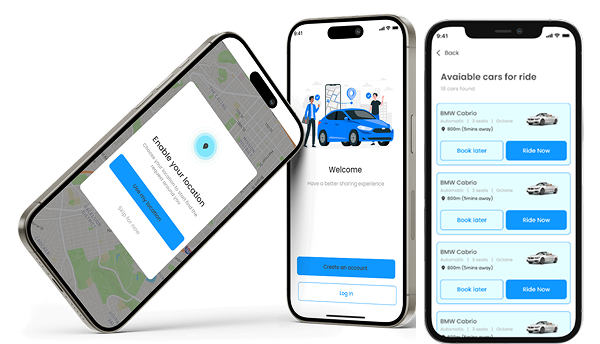 Enable your location
Choose your location to start find the
request around you
Use my location
Skip for now
9:41
Welcome
Have a better sharing experience
Create an account
Log in
9:41
Back
Avaiable cars for ride
18 cars found
BMW Cabrio
Automatic | 3 seats | Octane
800m (5mins away)
Book later
Ride Now
BMW Cabrio
Automatic | 3 seats | Octane
800m (5mins away)
Book later
Ride Now
BMW Cabrio
Automatic | 3 seats | Octane
800m (5mins away)
Book later
Ride Now
BMW Cabrio
Automatic | 3 seats | Octane